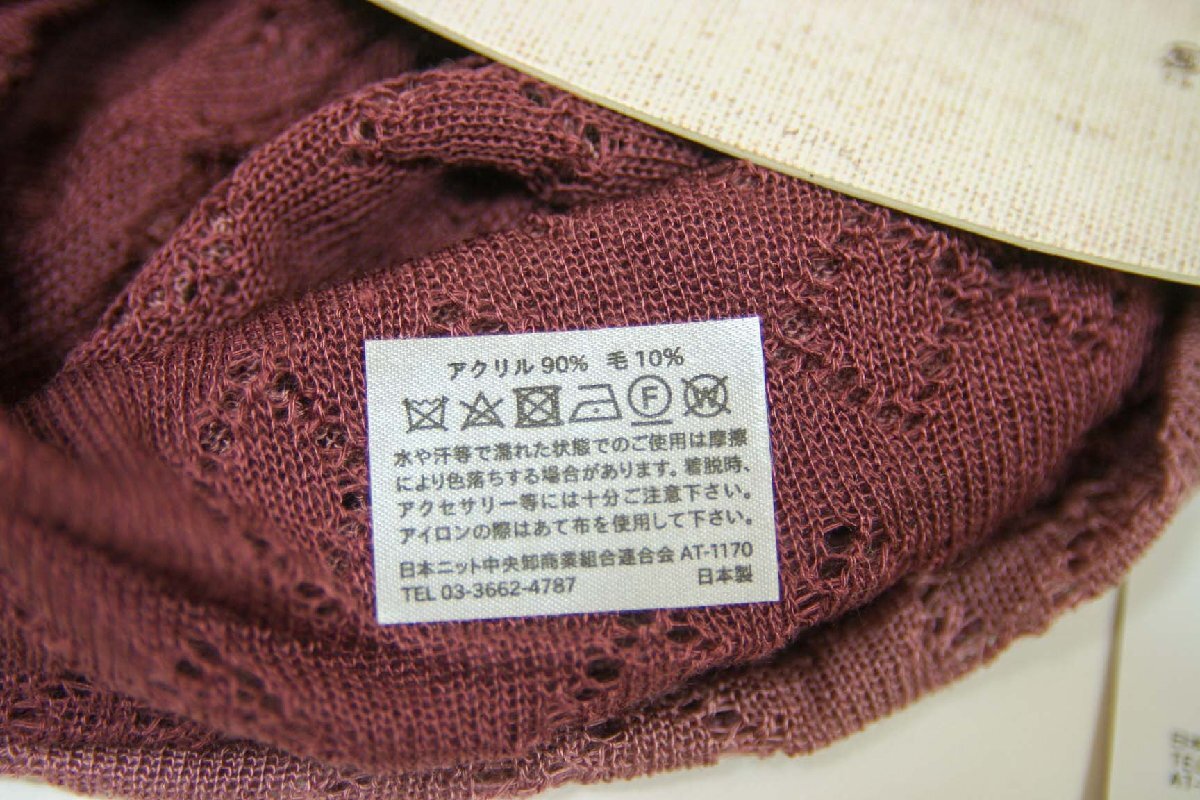 アクリル 90% 毛 10%
F W
水や汗等で濡れた状態でのご使用は摩擦
により色落ちする場合があります。着脱時、
アクセサリー等には十分ご注意下さい。
アイロンの際はあて布を使用して下さい。
日本ニット中央卸商業組合連合会 AT-1170
TEL 03-3662-4787 日本製